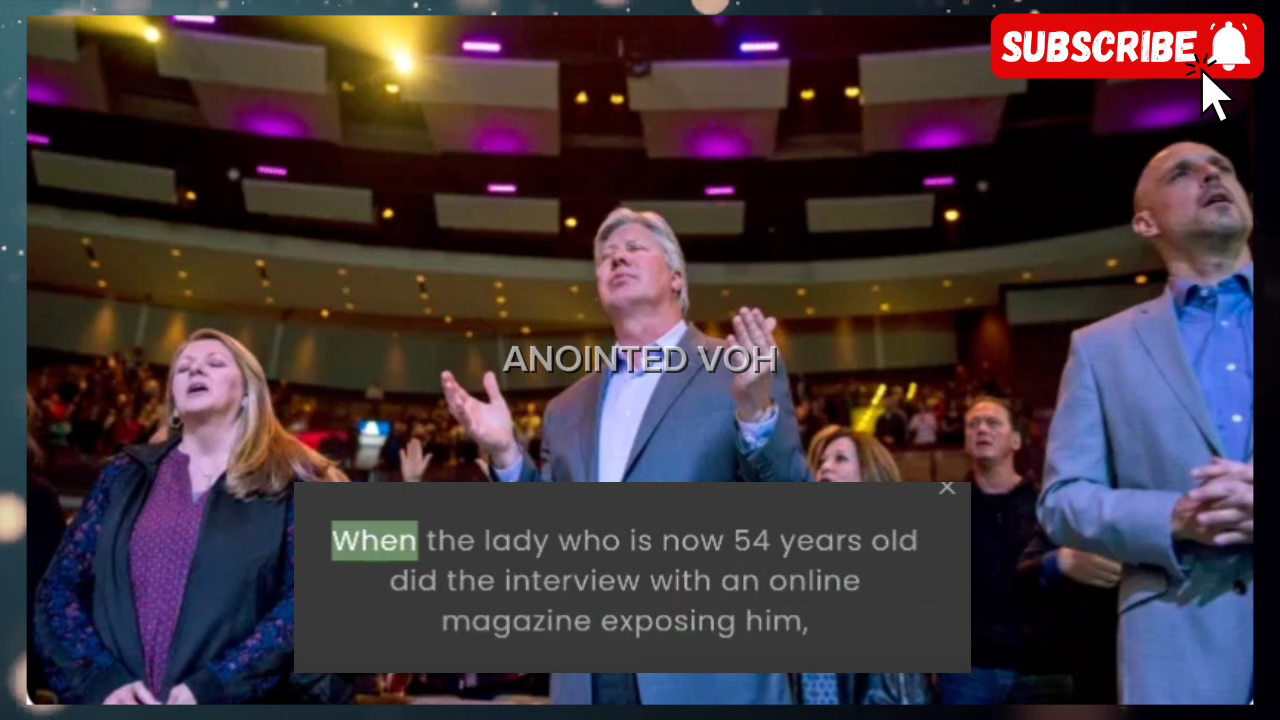 SUBSCRIBE
ANOINTED VOH
When the lady who is now 54 years old
did the interview with an online
magazine exposing him,